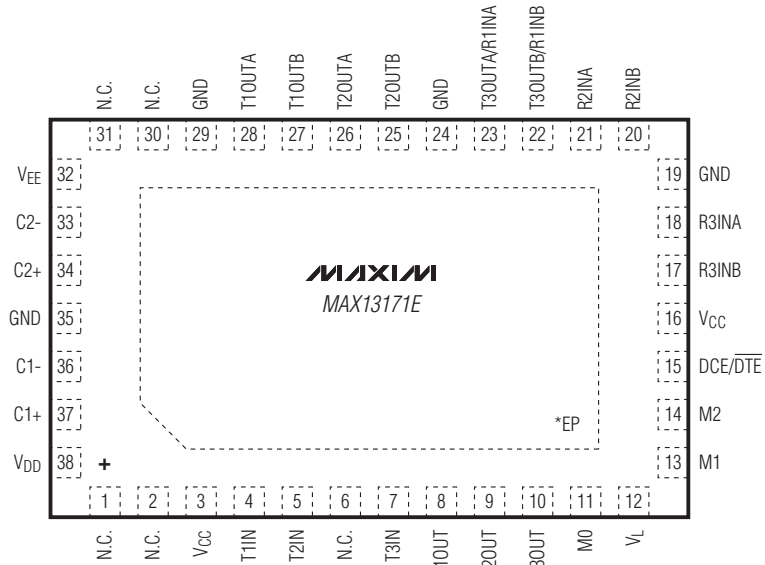 N.C.
N.C.
GND
T1OUTA
T1OUTB
T2OUTA
T2OUTB
GND
T3OUTA/R1INA
T3OUTB/R1INB
R2INA
R2INB
31 30 29 28 27 26 25 24 23 22 21 20
VEE 32
19 GND
C2- 33
18 R3INA
C2+ 34
17 R3INB
MAXIM
MAX13171E
GND 35
16 VCC
C1- 36
15 DCE/DTE
C1+ 37
14 M2
*EP
VDD 38
+
13 M1
1 2 3 4 5 6 7 8 9 10 11 12
N.C.
N.C.
VCC
T1IN
T2IN
N.C.
T3IN
1OUT
2OUT
3OUT
M0
VL